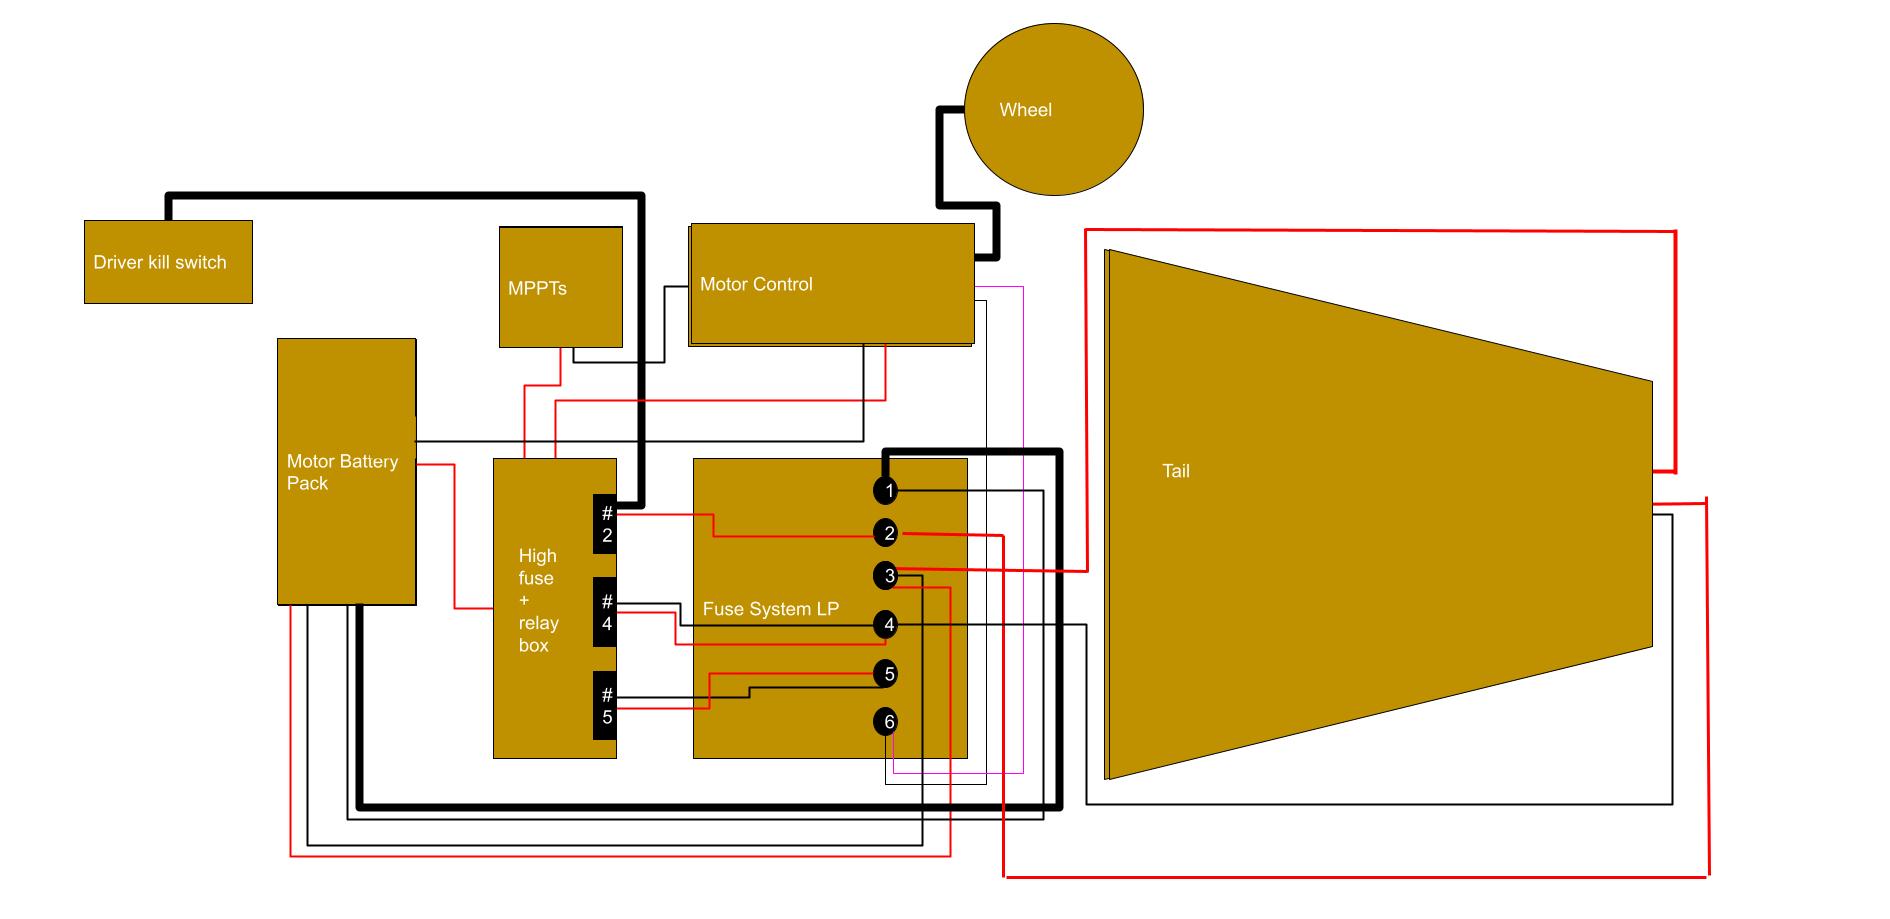 Wheel
Driver kill switch
MPPTs
Motor Control
Motor Battery
Pack
High
fuse
+
relay
box
#
2
#
4
#
5
Fuse System LP
1
2
3
4
5
6
Tail